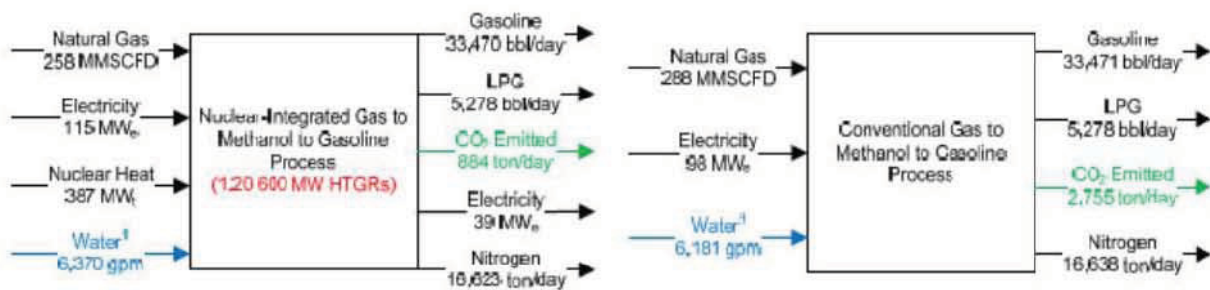 Natural Gas
258 MMSCFD
Electricity
115 MWe
Nuclear Heat
387 MWt
Water1
6,370 gpm
Nuclear-Integrated Gas to
Methanol to Gasoline
Process
(1.20 600 MW HTGRs)
Gasoline
33,470 bbl/day
LPG
5,278 bbl/day
CO2 Emitted
884 ton/day
Electricity
39 MWe
Nitrogen
16,623 ton/day
Natural Gas
288 MMSCFD
Electricity
98 MWe
Water1
6,181 gpm
Conventional Gas to
Methanol to Gasoline
Process
Gasoline
33,471 bbl/day
LPG
5,278 bbl/day
CO2 Emitted
2,755 ton/day
Nitrogen
16,638 ton/day